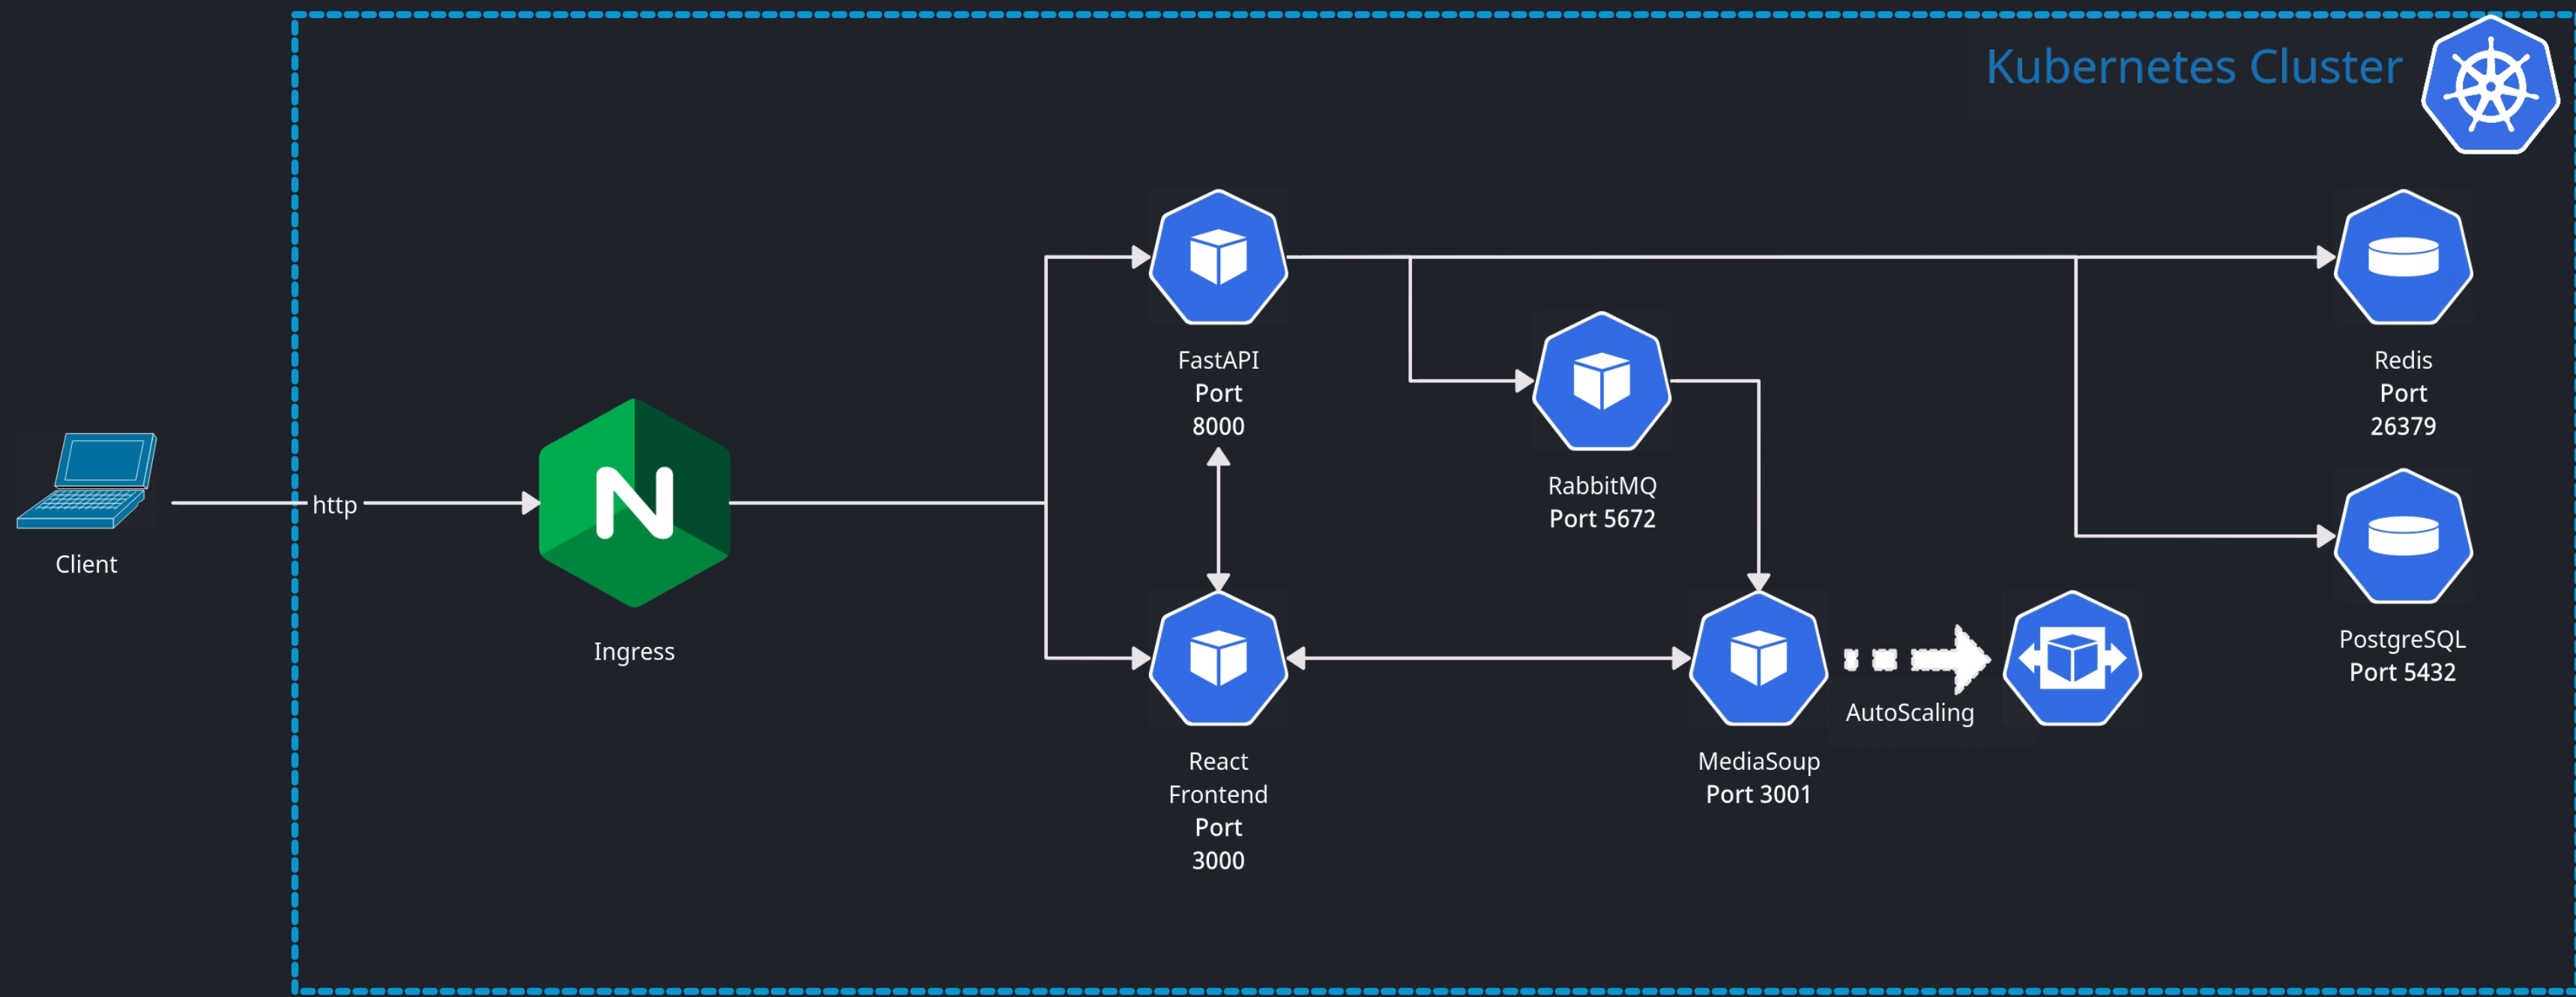 Kubernetes Cluster
FastAPI
Port
8000
Redis
Port
26379
http
N
Client
Ingress
RabbitMQ
Port 5672
PostgreSQL
Port 5432
AutoScaling
React
Frontend
Port
3000
MediaSoup
Port 3001